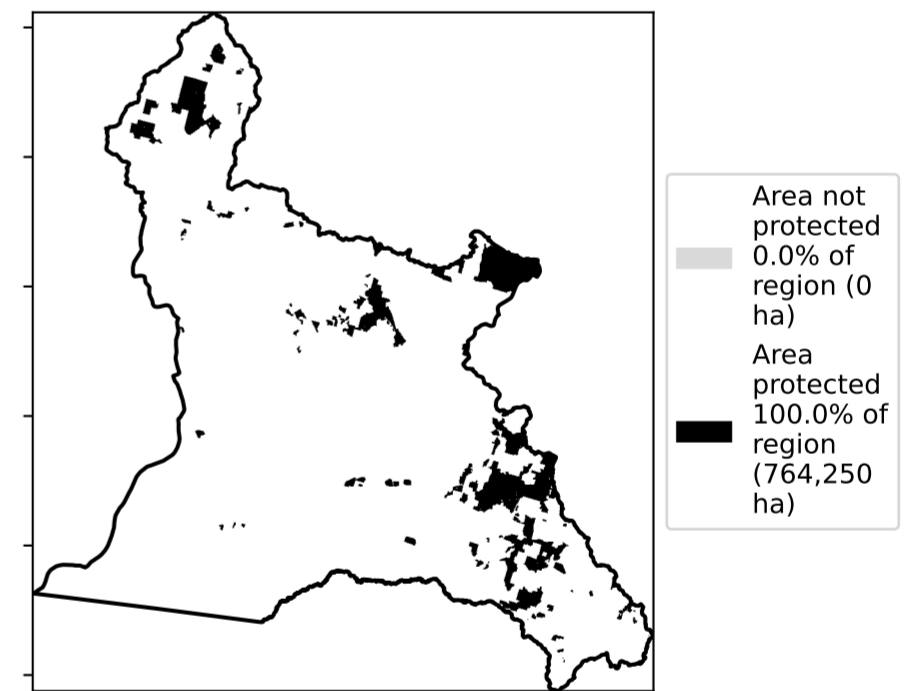 Area not
protected
0.0% of
region (0
ha)
Area
protected
100.0% of
region
(764,250
ha)